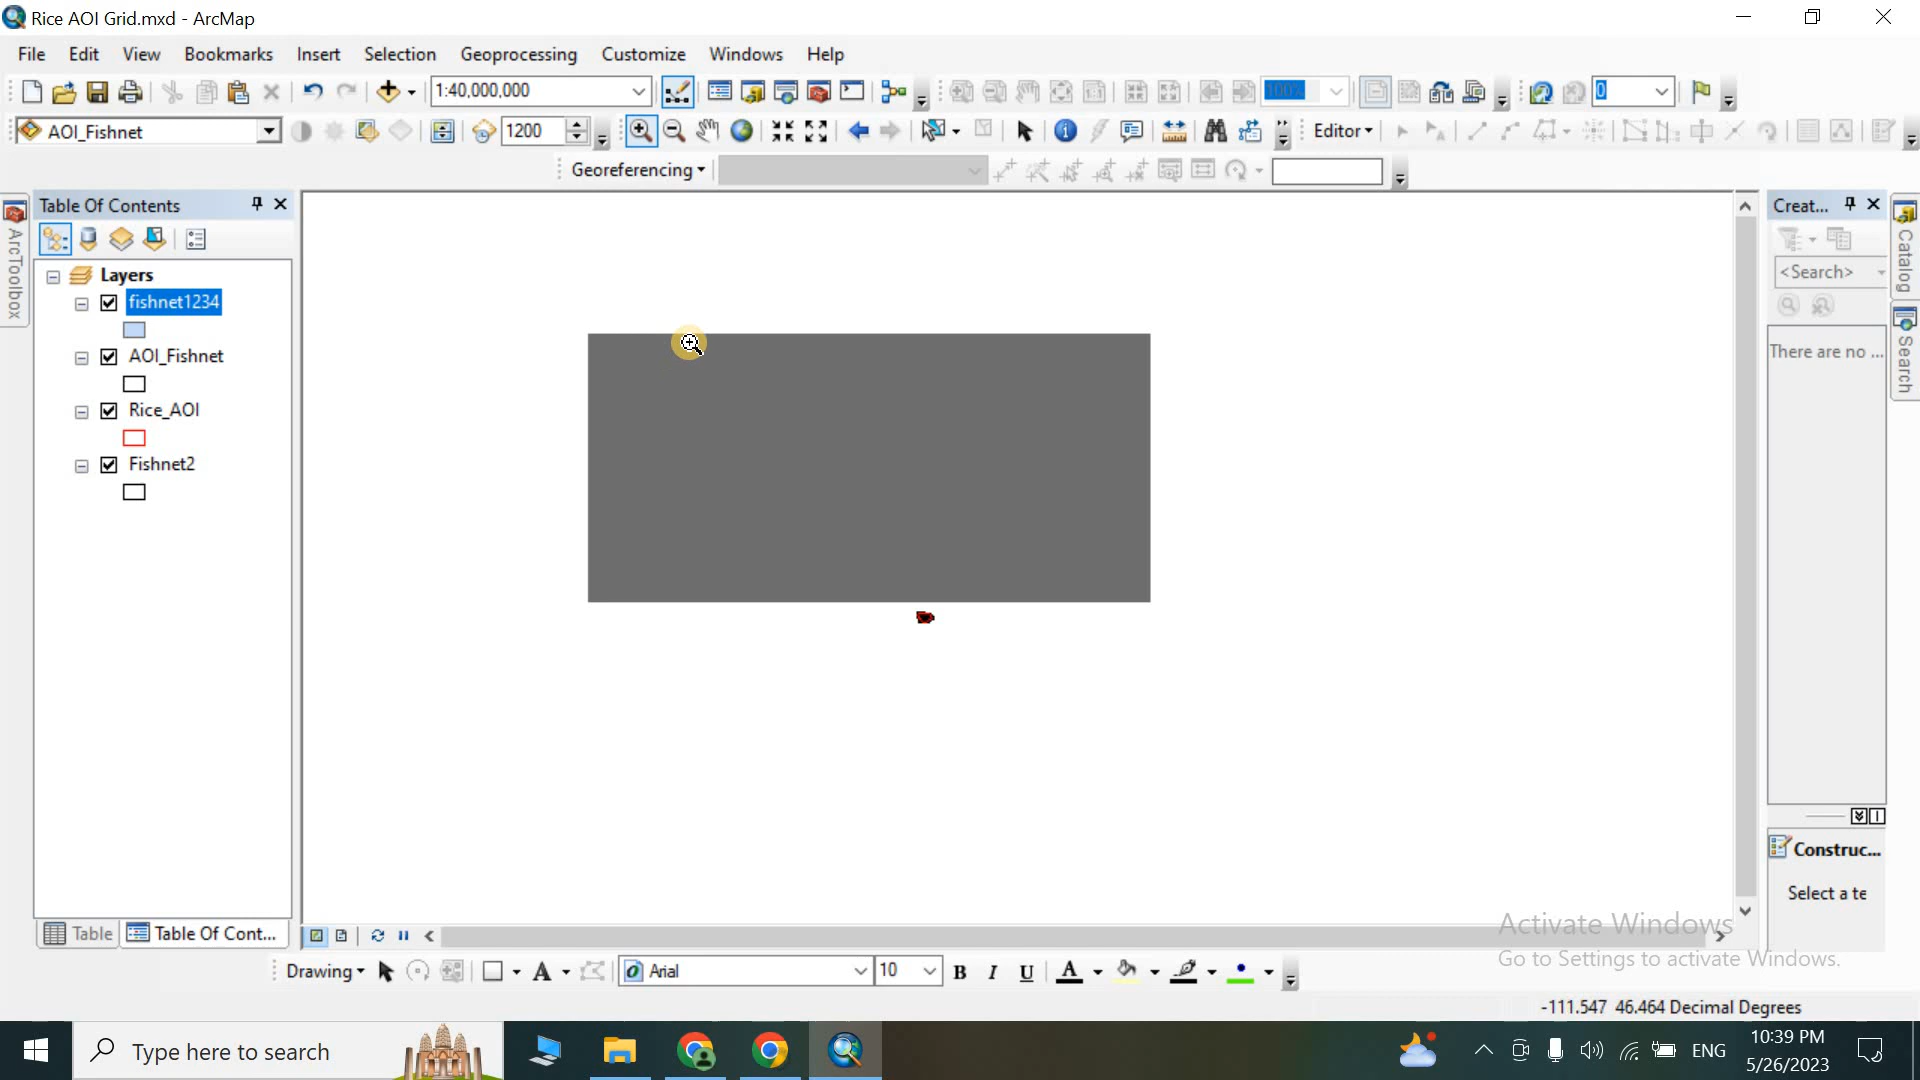 Rice AOI Grid.mxd - ArcMap
File Edit View Bookmarks Insert Selection Geoprocessing Customize Windows Help
1:40,000,000 100% 0
AOI_Fishnet 1200 Editor
Georeferencing
Table Of Contents
Creat...
ArcToolbox
Catalog
Search
<Search>
Layers
fishnet1234
AOI_Fishnet
Rice_AOI
Fishnet2
There are no ...
Construc...
Select a te
Table Table Of Cont...
Activate Windows
Go to Settings to activate Windows.
Drawing A Arial 10 B I U A
-111.547 46.464 Decimal Degrees
Type here to search
ENG
10:39 PM
5/26/2023